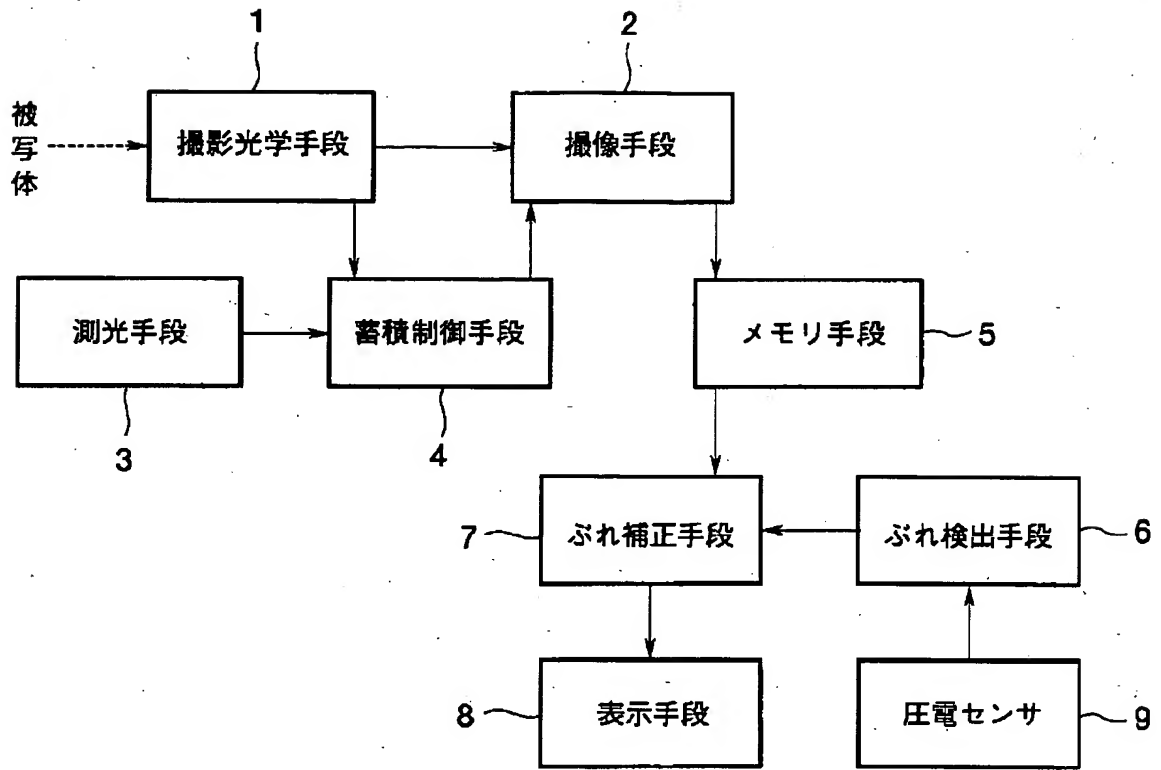 1
2
被写体
撮影光学手段
撮像手段
測光手段
蓄積制御手段
メモリ手段
5
3
4
7
ぶれ補正手段
ぶれ検出手段
6
8
表示手段
圧電センサ
9